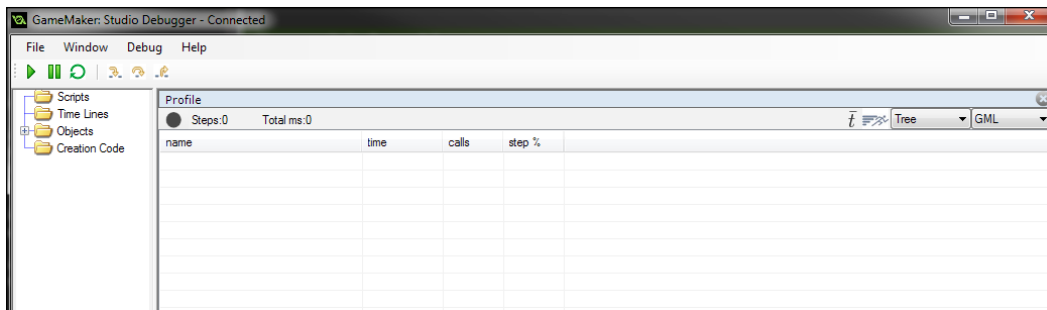 GameMaker: Studio Debugger - Connected
File Window Debug Help
Scripts
Time Lines
Objects
Creation Code
Profile
Steps:0 Total ms:0 t Tree GML
name time calls step %